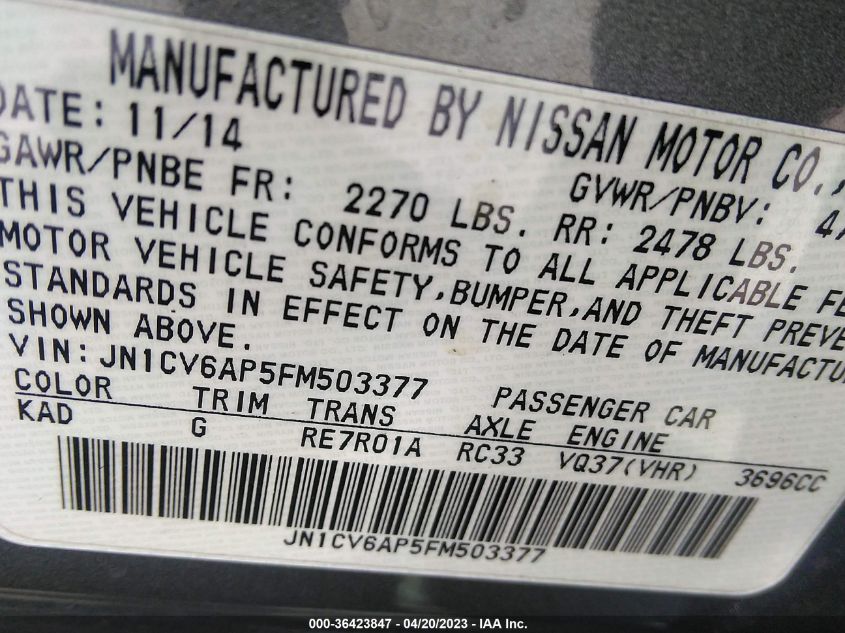 MANUFACTURED BY NISSAN MOTOR CO.,
DATE: 11/14 GVWR/PNBV:
GAWR/PNBE FR: 2270 LBS. RR: 2478 LBS.
THIS VEHICLE CONFORMS TO ALL APPLICABLE
MOTOR VEHICLE SAFETY,BUMPER,AND THEFT
STANDARDS IN EFFECT ON THE DATE OF
SHOWN ABOVE.
VIN:JN1CV6AP5FM503377 PASSENGER CAR
COLOR TRIM TRANS AXLE ENGINE
KAD G RE7R01A RC33 VQ37(VHR) 3696CC
JN1CV6AP5FM503377
000-36423847 - 04/20/2023 - IAA Inc.